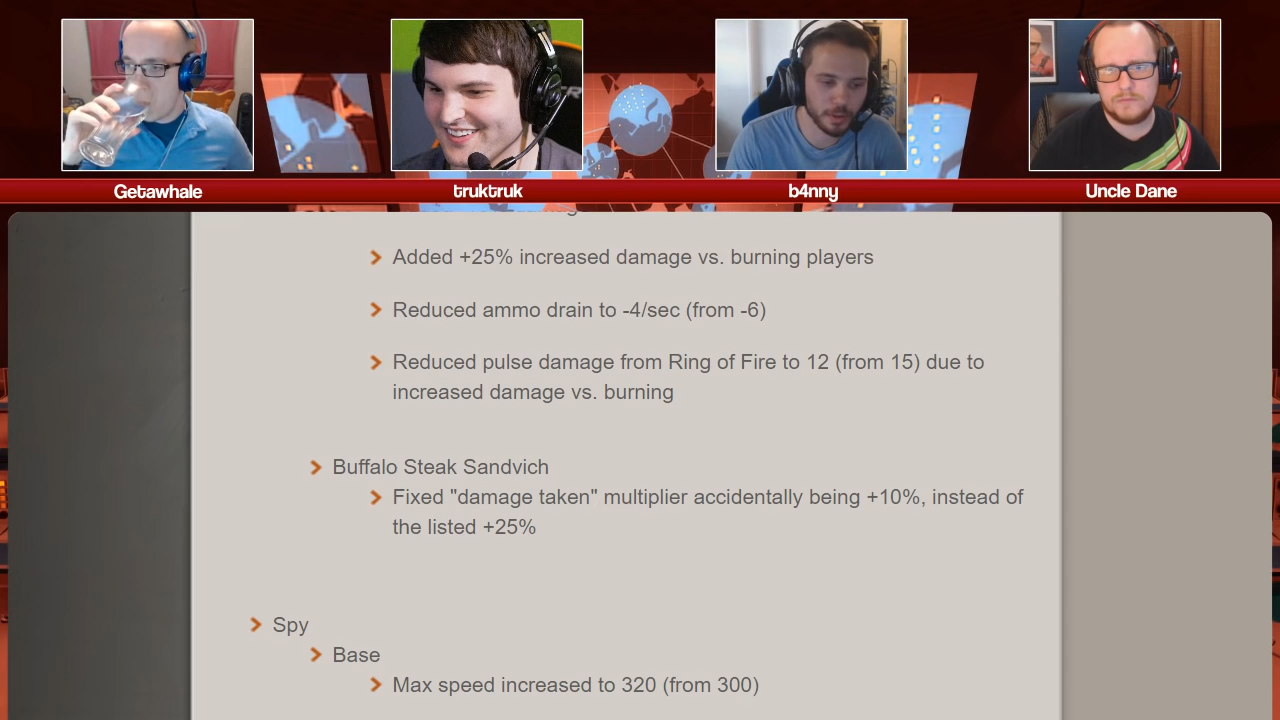 Getawhale
truktruk
b4nny
Uncle Dane
Added +25% increased damage vs. burning players
Reduced ammo drain to -4/sec (from -6)
Reduced pulse damage from Ring of Fire to 12 (from 15) due to
increased damage vs. burning
Buffalo Steak Sandvich
Fixed "damage taken" multiplier accidentally being +10%, instead of
the listed +25%
Spy
Base
Max speed increased to 320 (from 300)